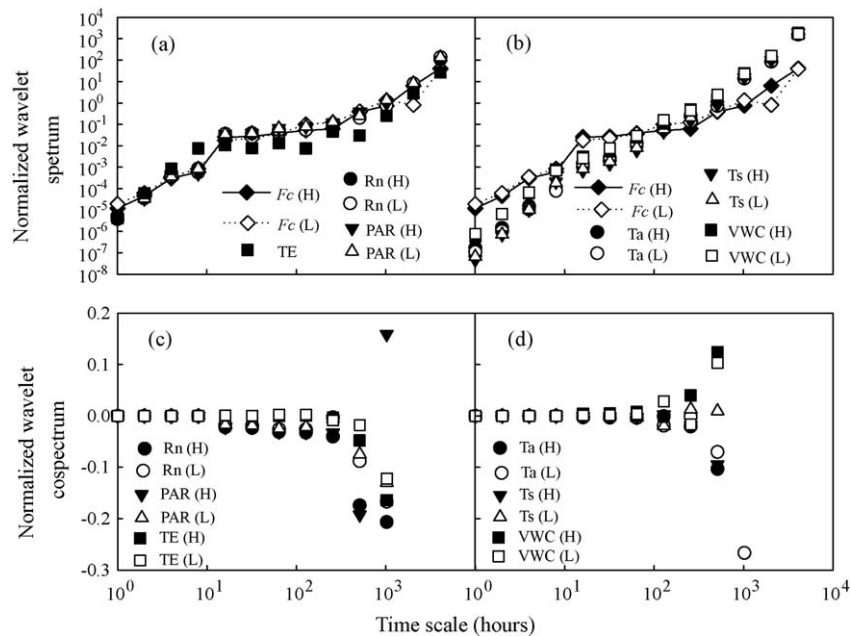 10^4
10^3
10^2
10^1
10^0
10^-1
10^-2
10^-3
10^-4
10^-5
10^-6
10^-7
10^-8
Normalized wavelet
spetrum
(a)
Fc (H)
Fc (L)
TE
Rn (H)
Rn (L)
PAR (H)
PAR (L)
(b)
Fc (H)
Fc (L)
Ta (H)
Ta (L)
Ts (H)
Ts (L)
VWC (H)
VWC (L)
0.2
0.1
0.0
-0.1
-0.2
-0.3
Normalized wavelet
cospectrum
(c)
Rn (H)
Rn (L)
PAR (H)
PAR (L)
TE (H)
TE (L)
(d)
Ta (H)
Ta (L)
Ts (H)
Ts (L)
VWC (H)
VWC (L)
10^0 10^1 10^2 10^3 10^0 10^1 10^2 10^3 10^4
Time scale (hours)